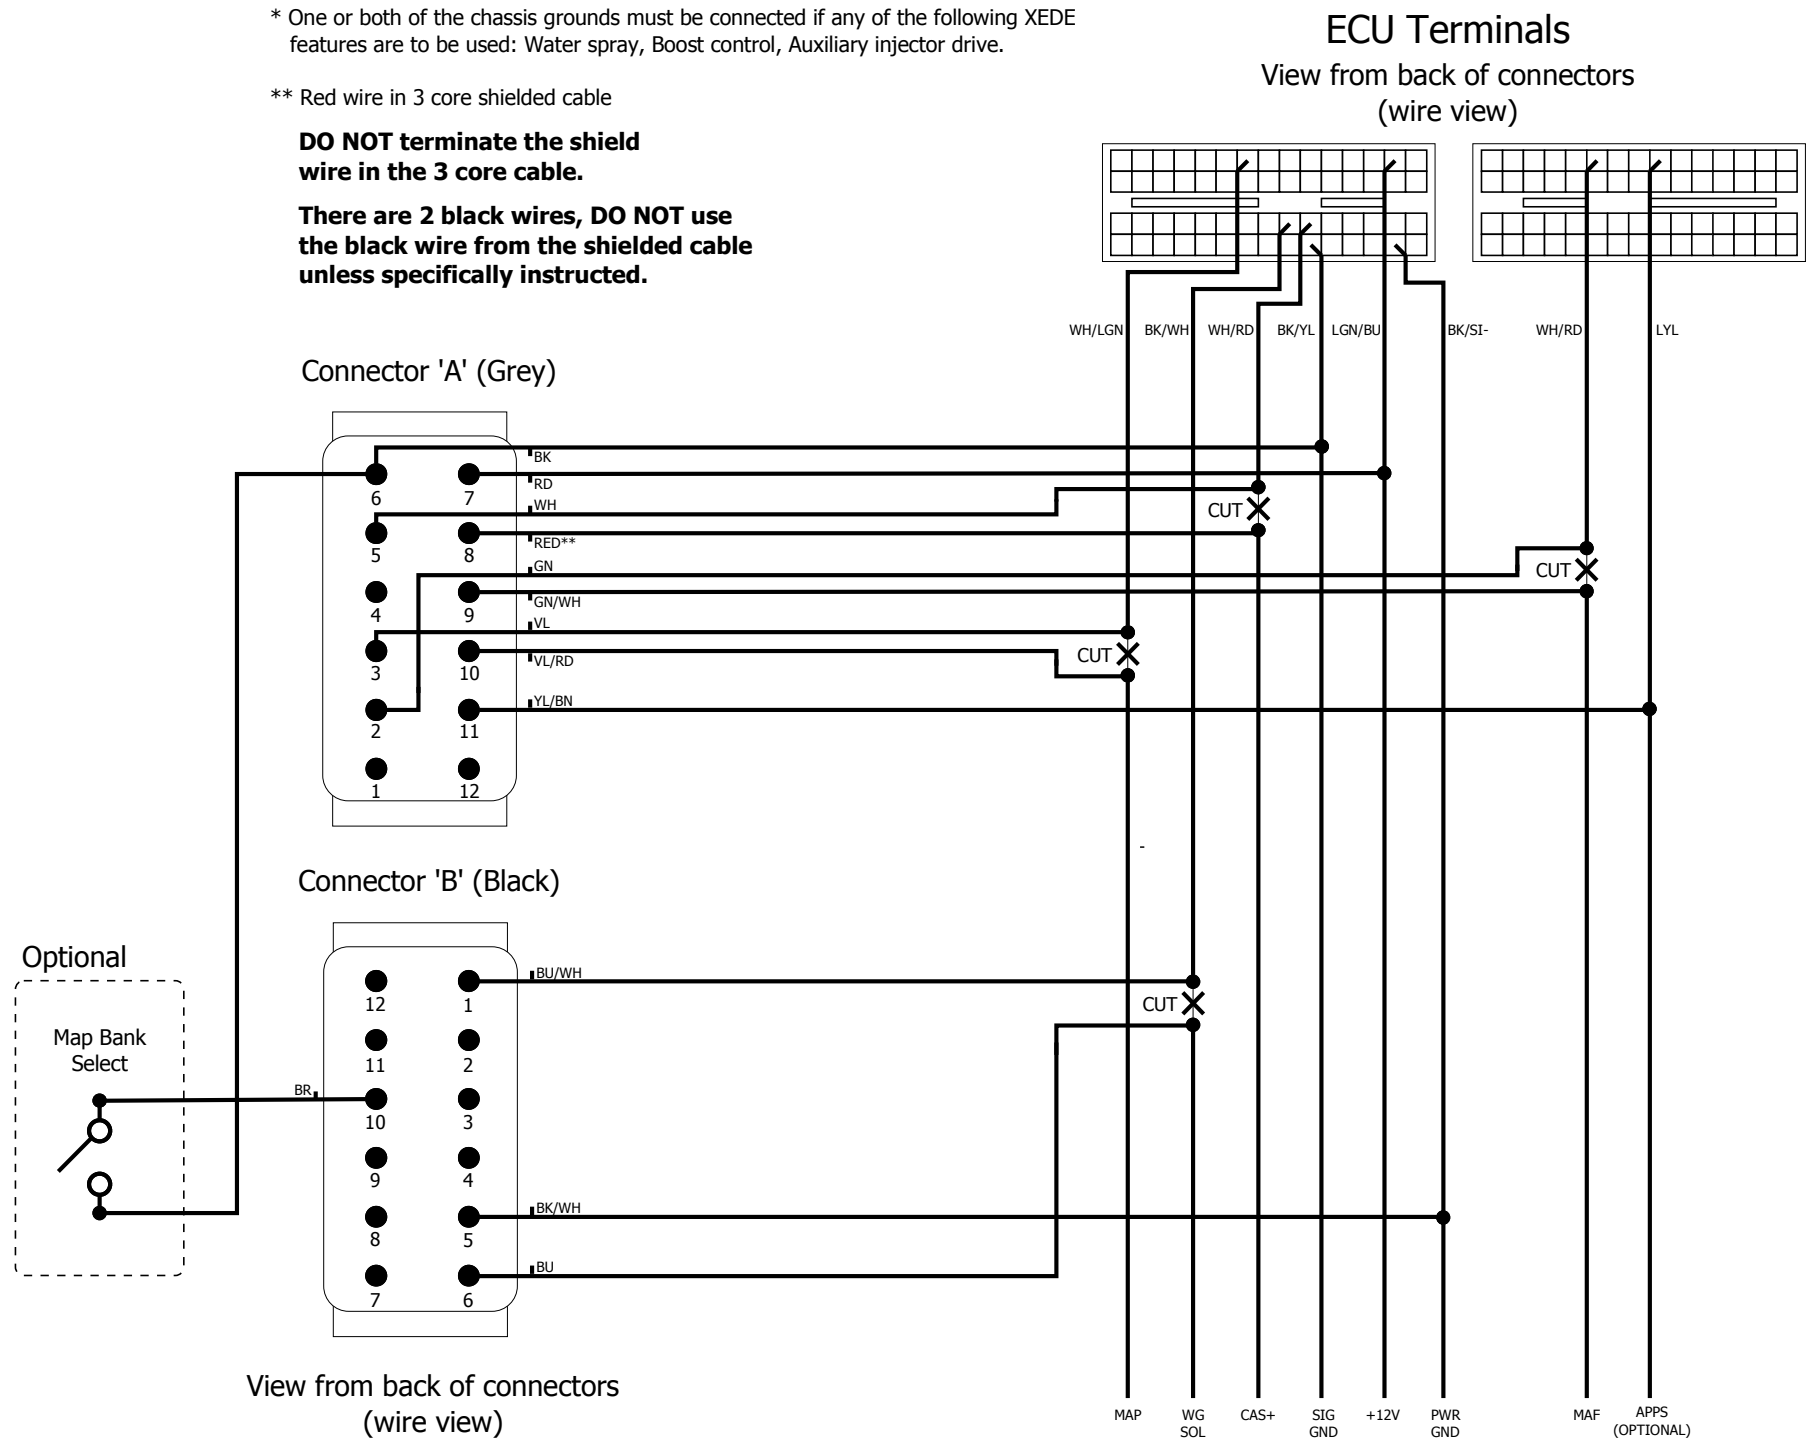 * One or both of the chassis grounds must be connected if any of the following XEDE
features are to be used: Water spray, Boost control, Auxiliary injector drive.
** Red wire in 3 core shielded cable
DO NOT terminate the shield
wire in the 3 core cable.
There are 2 black wires, DO NOT use
the black wire from the shielded cable
unless specifically instructed.
ECU Terminals
View from back of connectors
(wire view)
WH/LGN BK/WH WH/RD BK/YL LGN/BU BK/SI- WH/RD LYL
Connector 'A' (Grey)
BK
6 7 RD
WH
CUT
5 8 RED**
GN
CUT
4 9 GN/WH
VL
CUT
3 10 VL/RD
YL/BN
2 11
1 12
-
Connector 'B' (Black)
Optional
BU/WH
12 1
CUT
Map Bank
Select
11 2
BR
10 3
9 4
BK/WH
8 5
BU
7 6
View from back of connectors
(wire view)
MAP WG CAS+ SIG +12V PWR MAF APPS
SOL GND GND (OPTIONAL)